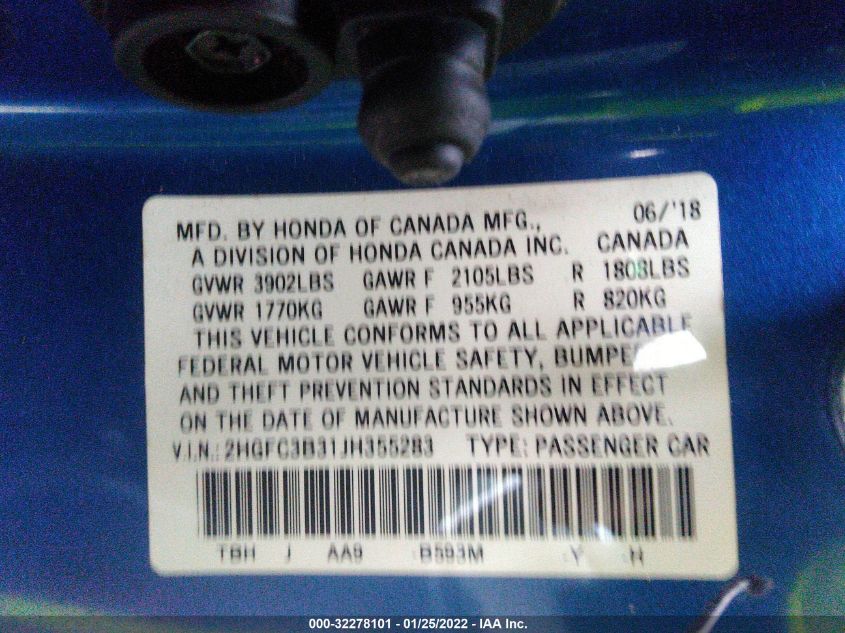 MFD. BY HONDA OF CANADA MFG., 06/'18
A DIVISION OF HONDA CANADA INC. CANADA
GVWR 3902LBS GAWR F 2105LBS R 1808LBS
GVWR 1770KG GAWR F 955KG R 820KG
THIS VEHICLE CONFORMS TO ALL APPLICABLE
FEDERAL MOTOR VEHICLE SAFETY, BUMPER
AND THEFT PREVENTION STANDARDS IN EFFECT
ON THE DATE OF MANUFACTURE SHOWN ABOVE.
V.I.N.: 2HGFC3B31JH355283 TYPE: PASSENGER CAR
TBH J AA9 B593M Y H
000-32278101 - 01/25/2022 - IAA Inc.